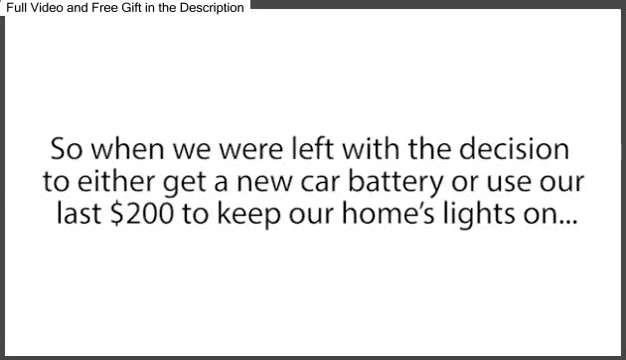 Full Video and Free Gift in the Description
So when we were left with the decision
to either get a new car battery or use our
last $200 to keep our home's lights on...